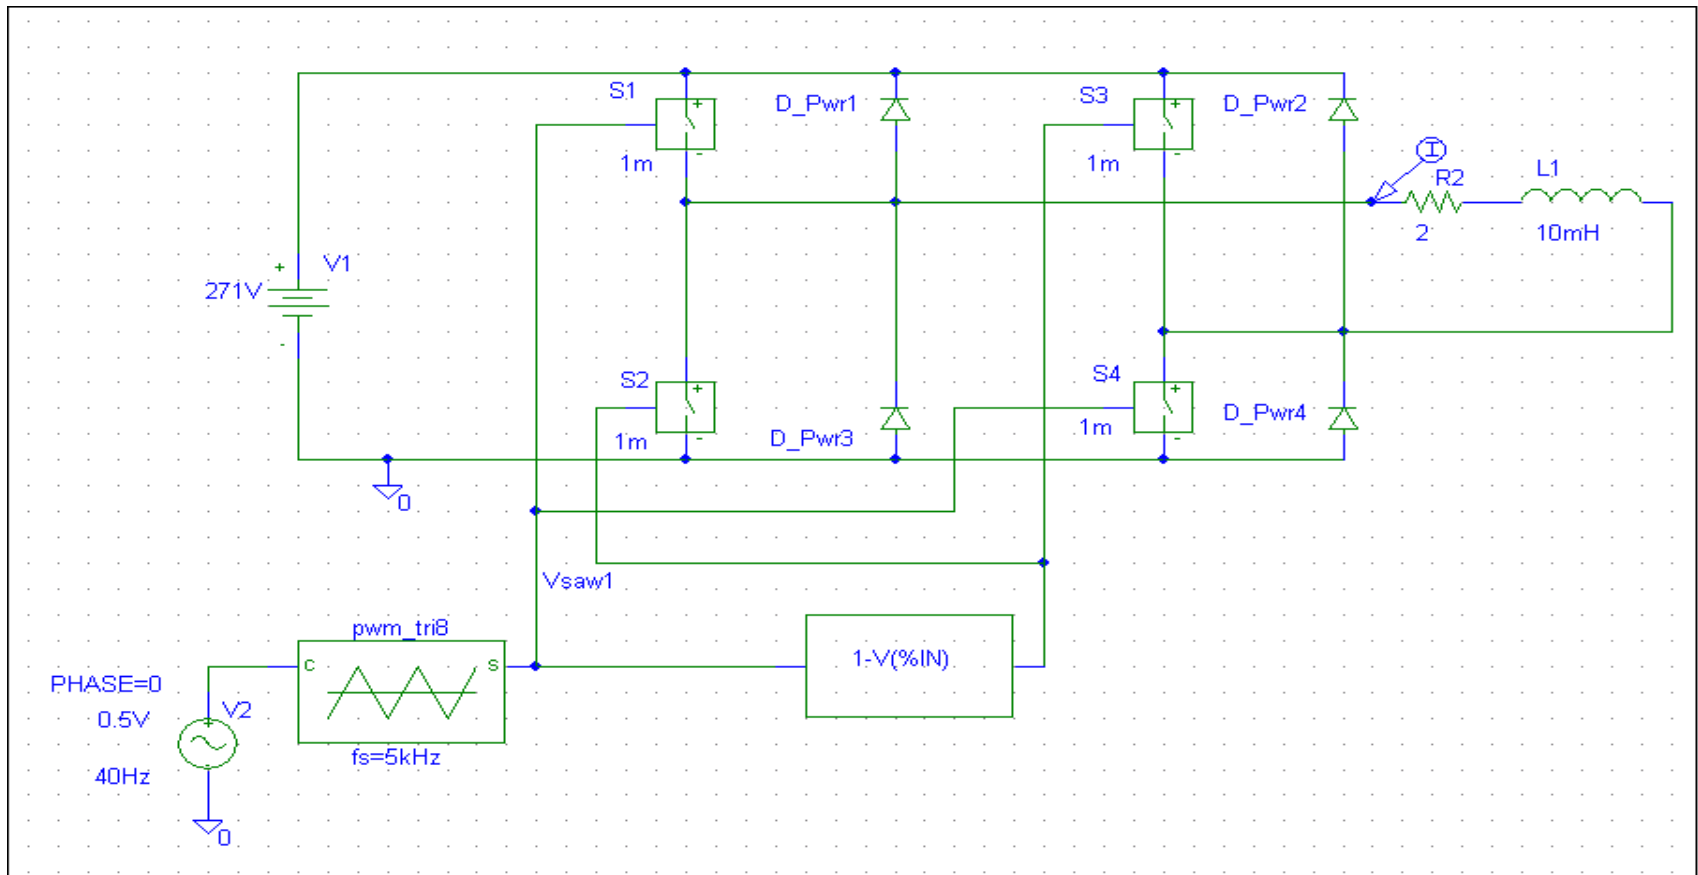 S1
D_Pwr1
S3
D_Pwr2
1m
1m
I
R2
L1
2
10mH
+
V1
271V
-
S2
D_Pwr3
1m
S4
D_Pwr4
1m
0
Vsaw1
pwm_tri8
c
s
fs=5kHz
1-V(%IN)
PHASE=0
0.5V
V2
40Hz
0